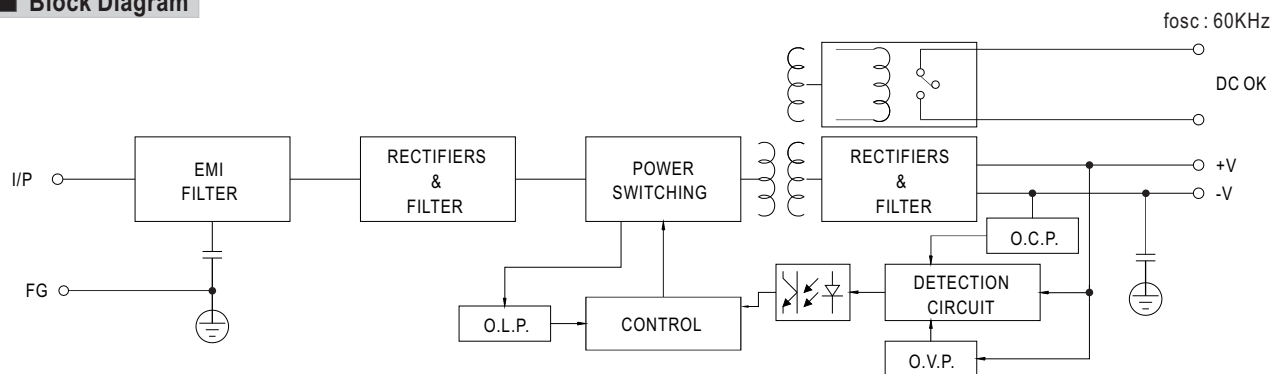 Block Diagram
fosc : 60KHz
DC OK
I/P
EMI
FILTER
RECTIFIERS
&
FILTER
POWER
SWITCHING
RECTIFIERS
&
FILTER
+V
-V
O.C.P.
FG
O.L.P.
CONTROL
DETECTION
CIRCUIT
O.V.P.